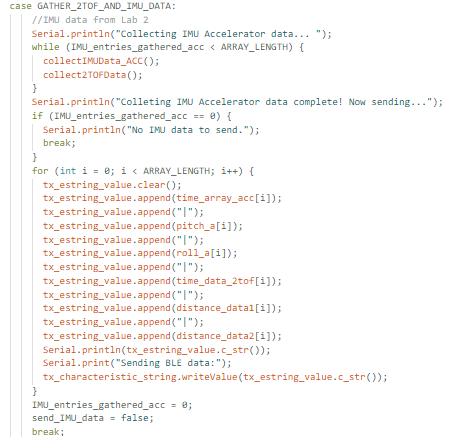 case GATHER_2TOF_AND_IMU_DATA:
//IMU data from Lab 2
Serial.println("Collecting IMU Accelerator data... ");
while (IMU_entries_gathered_acc < ARRAY_LENGTH) {
collectIMUData_ACC();
collect2TOFData();
}
Serial.println("Colleting IMU Accelerator data complete! Now sending...");
if (IMU_entries_gathered_acc == 0) {
Serial.println("No IMU data to send.");
break;
}
for (int i = 0; i < ARRAY_LENGTH; i++) {
tx_estring_value.clear();
tx_estring_value.append(time_array_acc[i]);
tx_estring_value.append("|");
tx_estring_value.append(pitch_a[i]);
tx_estring_value.append("|");
tx_estring_value.append(roll_a[i]);
tx_estring_value.append("|");
tx_estring_value.append(time_data_2tof[i]);
tx_estring_value.append("|");
tx_estring_value.append(distance_data1[i]);
tx_estring_value.append("|");
tx_estring_value.append(distance_data2[i]);
Serial.println(tx_estring_value.c_str());
Serial.print("Sending BLE data:");
tx_characteristic_string.writeValue(tx_estring_value.c_str());
}
IMU_entries_gathered_acc = 0;
send_IMU_data = false;
break;